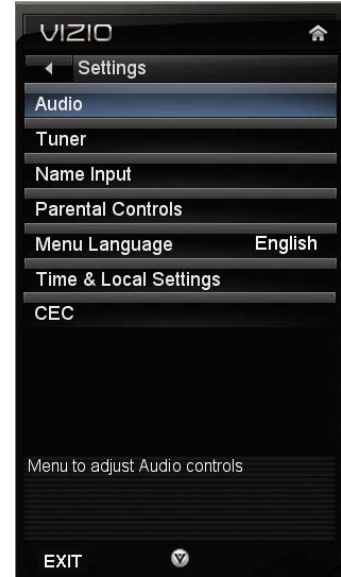 VIZIO
Settings
Audio
Tuner
Name Input
Parental Controls
Menu Language English
Time & Local Settings
CEC
Menu to adjust Audio controls
EXIT